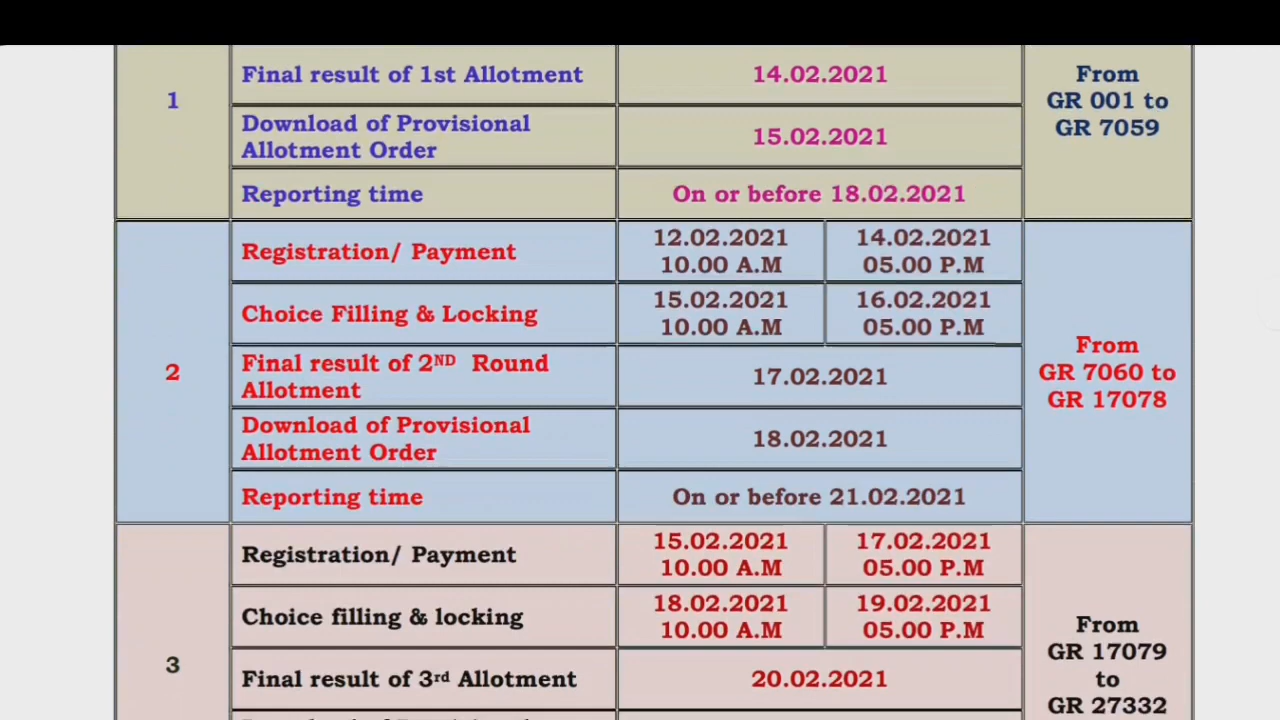 1
Final result of 1st Allotment
14.02.2021
From
GR 001 to
GR 7059
Download of Provisional
Allotment Order
15.02.2021
Reporting time
On or before 18.02.2021
2
Registration/ Payment
12.02.2021
10.00 A.M
14.02.2021
05.00 P.M
Choice Filling & Locking
15.02.2021
10.00 A.M
16.02.2021
05.00 P.M
Final result of 2ND Round
Allotment
17.02.2021
From
GR 7060 to
GR 17078
Download of Provisional
Allotment Order
18.02.2021
Reporting time
On or before 21.02.2021
3
Registration/ Payment
15.02.2021
10.00 A.M
17.02.2021
05.00 P.M
Choice filling & locking
18.02.2021
10.00 A.M
19.02.2021
05.00 P.M
Final result of 3rd Allotment
20.02.2021
From
GR 17079
to
GR 27332